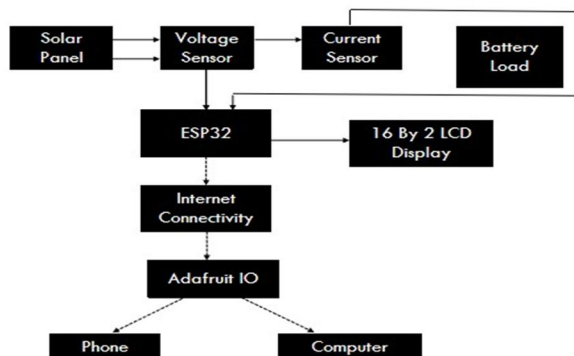 Solar
Panel
Voltage
Sensor
Current
Sensor
Battery
Load
ESP32
16 By 2 LCD
Display
Internet
Connectivity
Adafruit IO
Phone
Computer